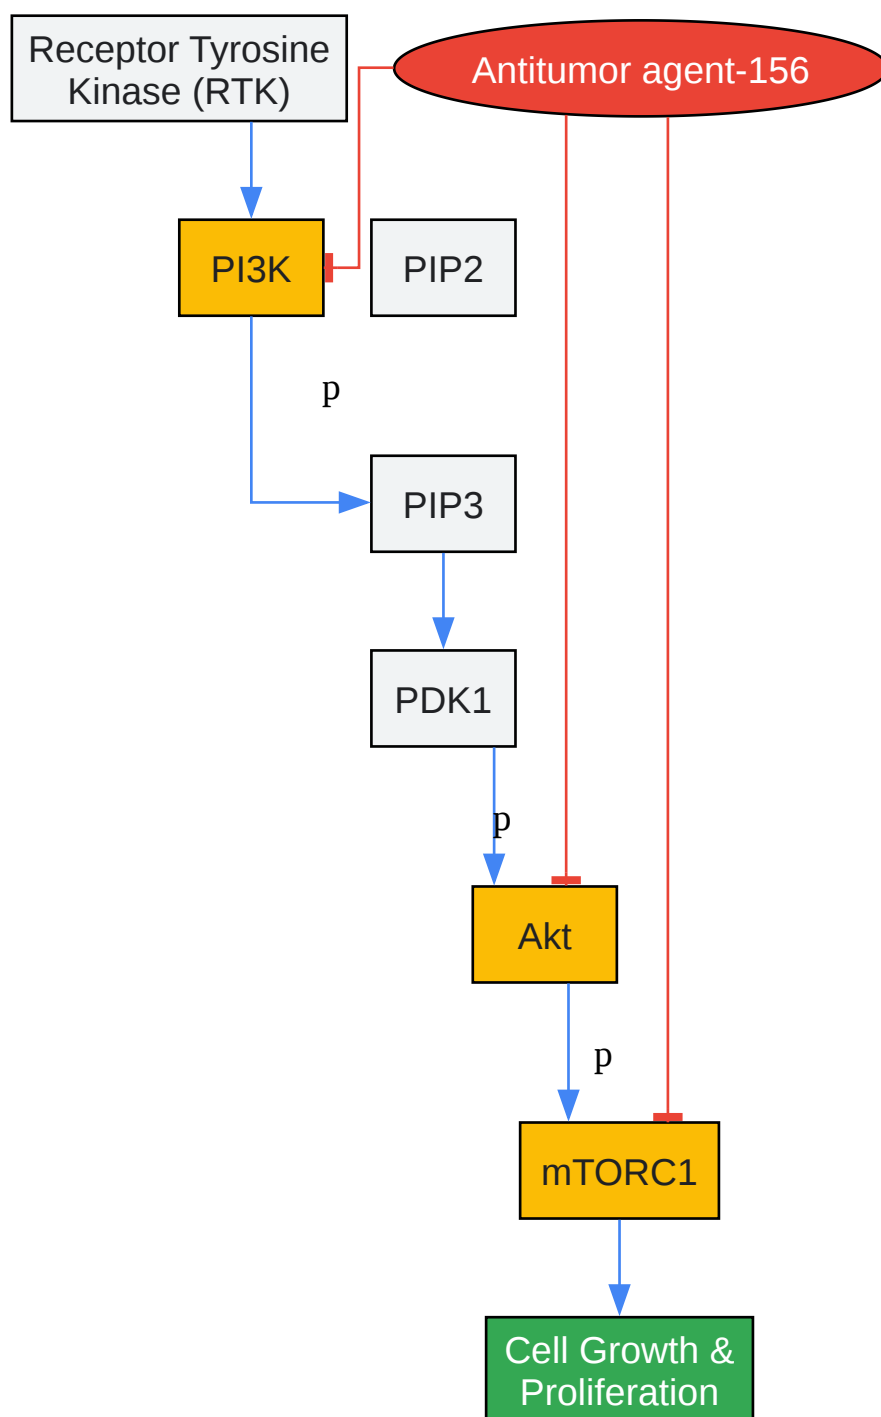 Receptor Tyrosine
Kinase (RTK)
Antitumor agent-156
PI3K
PIP2
p
PIP3
PDK1
p
Akt
p
mTORC1
Cell Growth &
Proliferation